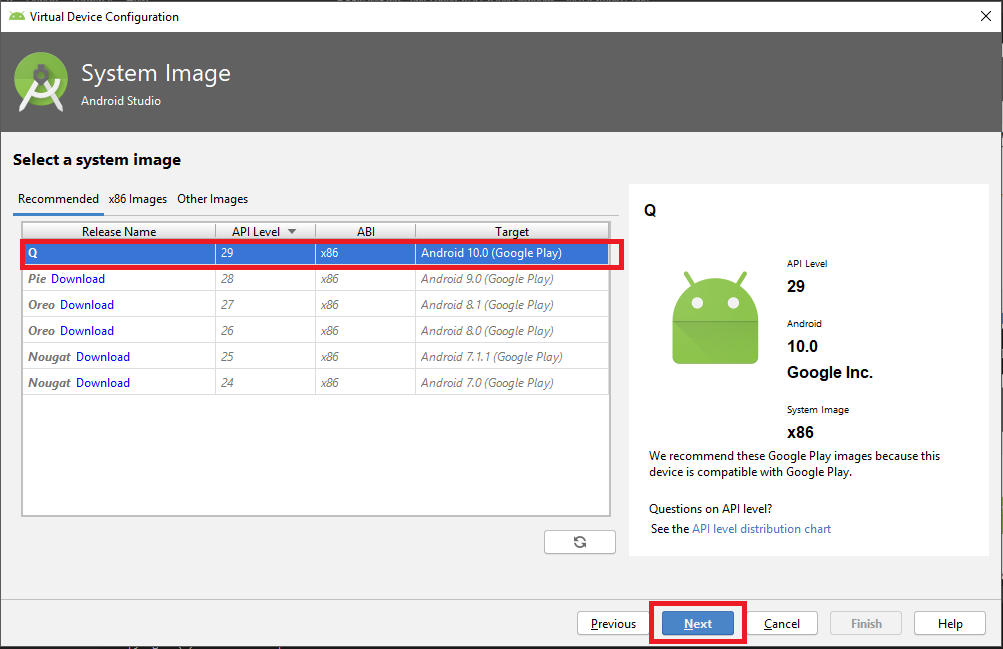 Virtual Device Configuration
System Image
Android Studio
Select a system image
Recommended x86 Images Other Images
Release Name API Level ABI Target
Q 29 x86 Android 10.0 (Google Play)
Pie Download 28 x86 Android 9.0 (Google Play)
Oreo Download 27 x86 Android 8.1 (Google Play)
Oreo Download 26 x86 Android 8.0 (Google Play)
Nougat Download 25 x86 Android 7.1.1 (Google Play)
Nougat Download 24 x86 Android 7.0 (Google Play)
Q
API Level
29
Android
10.0
Google Inc.
System Image
x86
We recommend these Google Play images because this
device is compatible with Google Play.
Questions on API level?
See the API level distribution chart
Previous Next Cancel Finish Help